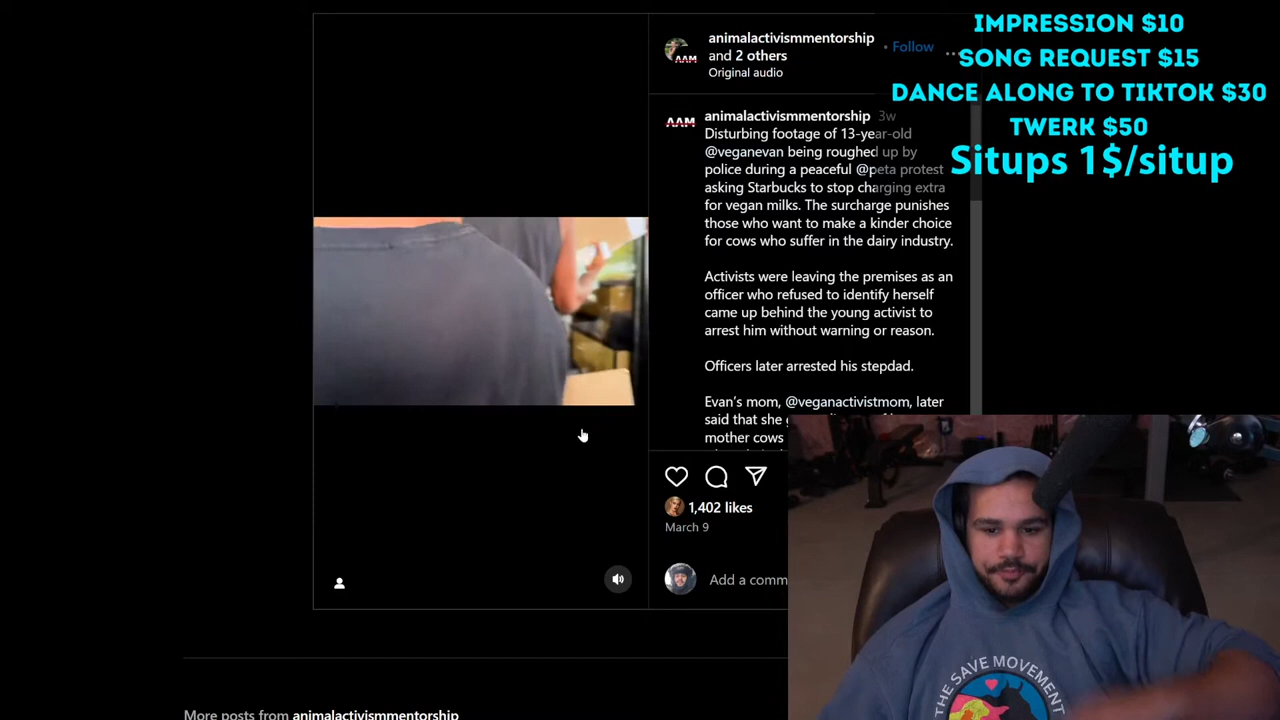 animalactivismmentorship
and 2 others
• Follow
Original audio
IMPRESSION $10
SONG REQUEST $15
DANCE ALONG TO TIKTOK $30
TWERK $50
Situps 1$/situp
AAM
animalactivismmentorship 3w
Disturbing footage of 13-year-old
@veganevan being roughed up by
police during a peaceful @peta protest
asking Starbucks to stop charging extra
for vegan milks. The surcharge punishes
those who want to make a kinder choice
for cows who suffer in the dairy industry.
Activists were leaving the premises as an
officer who refused to identify herself
came up behind the young activist to
arrest him without warning or reason.
Officers later arrested his stepdad.
Evan's mom, @veganactivistmom, later
said that she
mother cows
1,402 likes
March 9
Add a comm
THE SAVE MOVEMENT
More posts from animalactivismmentorship